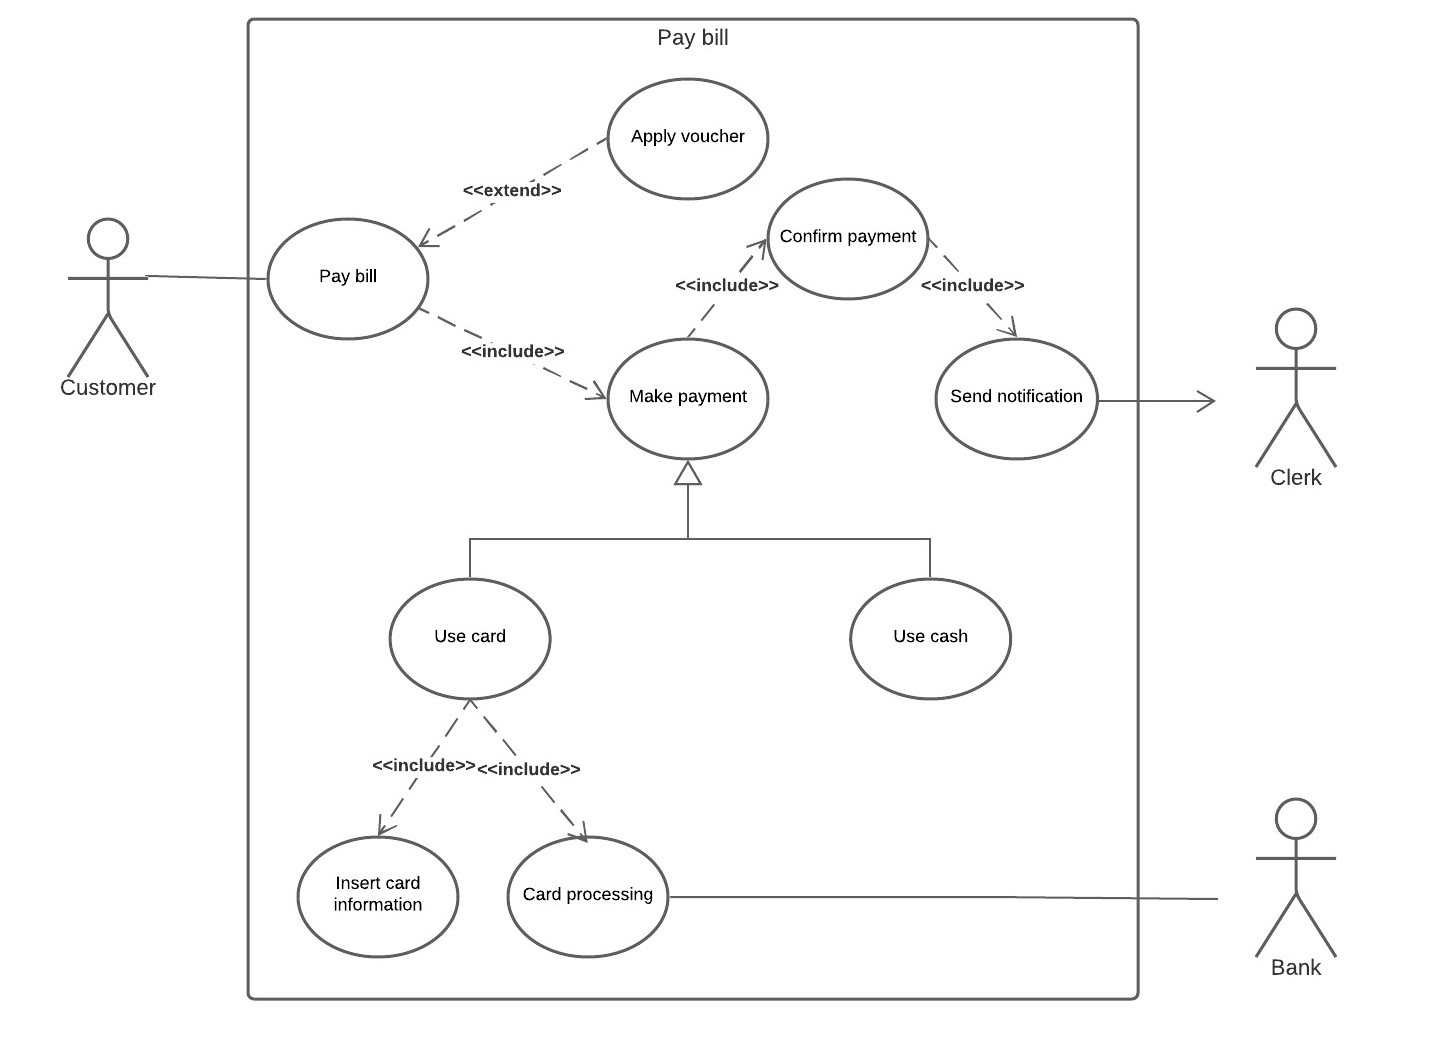 Pay bill
Apply voucher
<<extend>>
Confirm payment
Pay bill
<<include>>
<<include>>
<<include>>
Customer
Make payment
Send notification
Clerk
Use card
Use cash
<<include>>
<<include>>
Insert card
information
Card processing
Bank